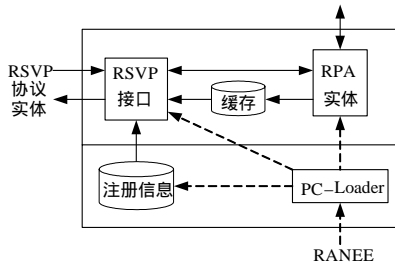 RSVP
协议
实体
RSVP
接口
缓存
RPA
实体
注册信息
PC-Loader
RANEE